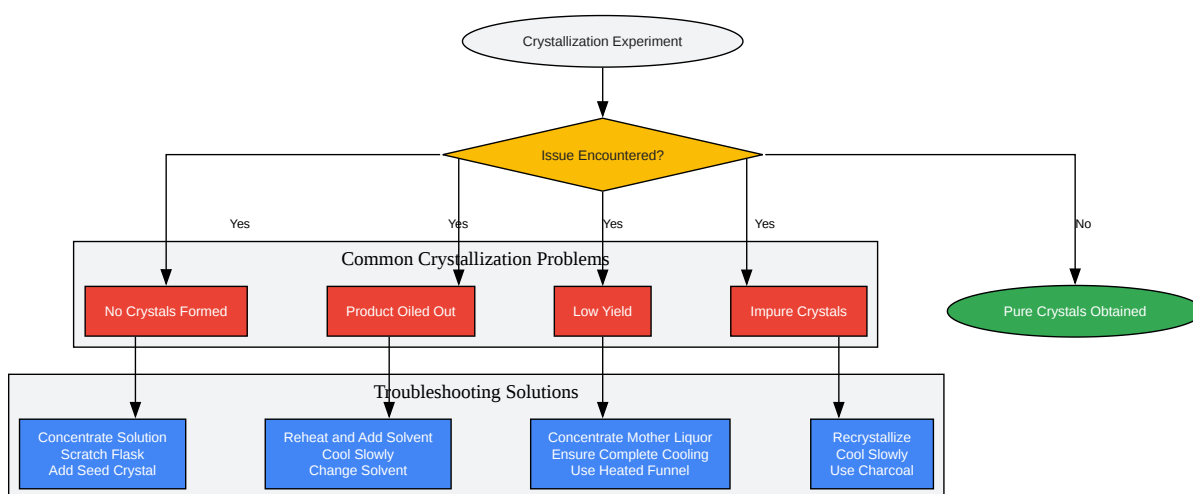 Crystallization Experiment
Issue Encountered?
Yes
Yes
Yes
Yes
No
Common Crystallization Problems
No Crystals Formed
Product Oiled Out
Low Yield
Impure Crystals
Pure Crystals Obtained
Troubleshooting Solutions
Concentrate Solution
Scratch Flask
Add Seed Crystal
Reheat and Add Solvent
Cool Slowly
Change Solvent
Concentrate Mother Liquor
Ensure Complete Cooling
Use Heated Funnel
Recrystallize
Cool Slowly
Use Charcoal